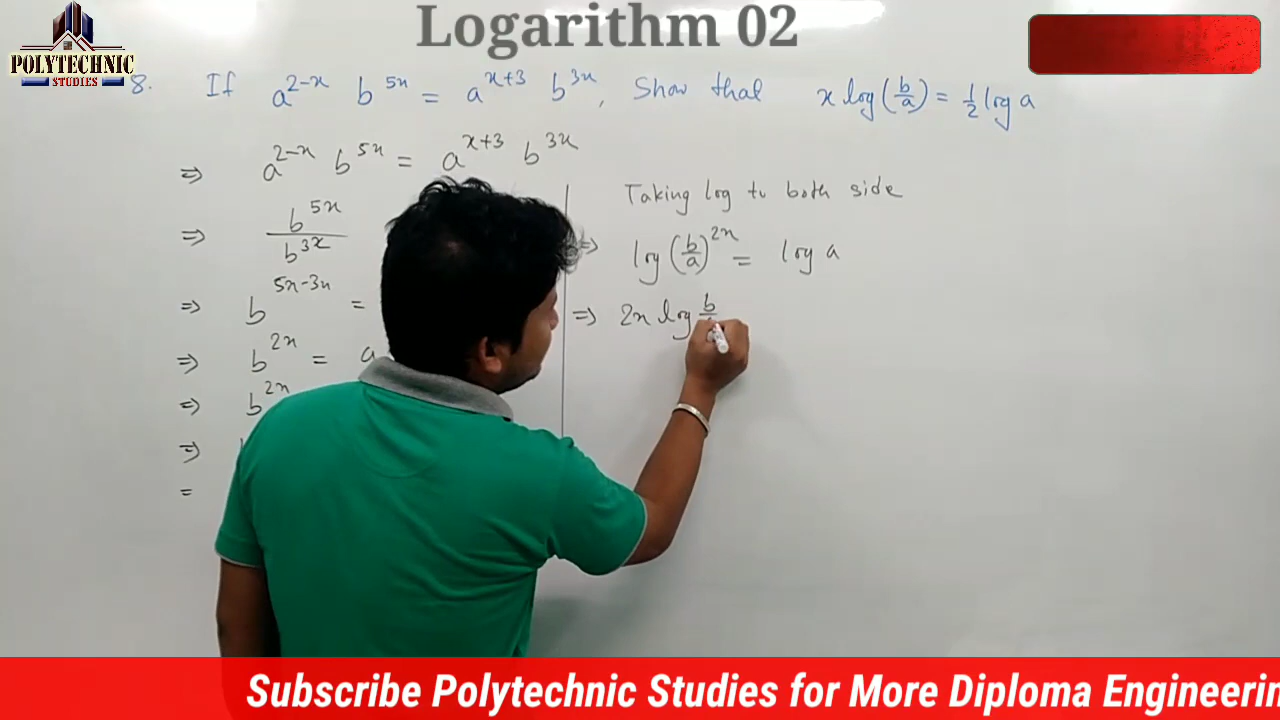 Logarithm 02
POLYTECHNIC
STUDIES
8. If a^{2-x} b^{5x} = a^{x+3} b^{3x}, Show that x log(b/a) = 1/2 log a
⇒ a^{2-x} b^{5x} = a^{x+3} b^{3x}
⇒ b^{5x}/b^{3x}
⇒ b^{5x-3x} =
⇒ b^{2x} = a
⇒ b^{2x}
⇒
=
Taking log to both side
⇒ log(b/a)^{2x} = log a
⇒ 2x log b
Subscribe Polytechnic Studies for More Diploma